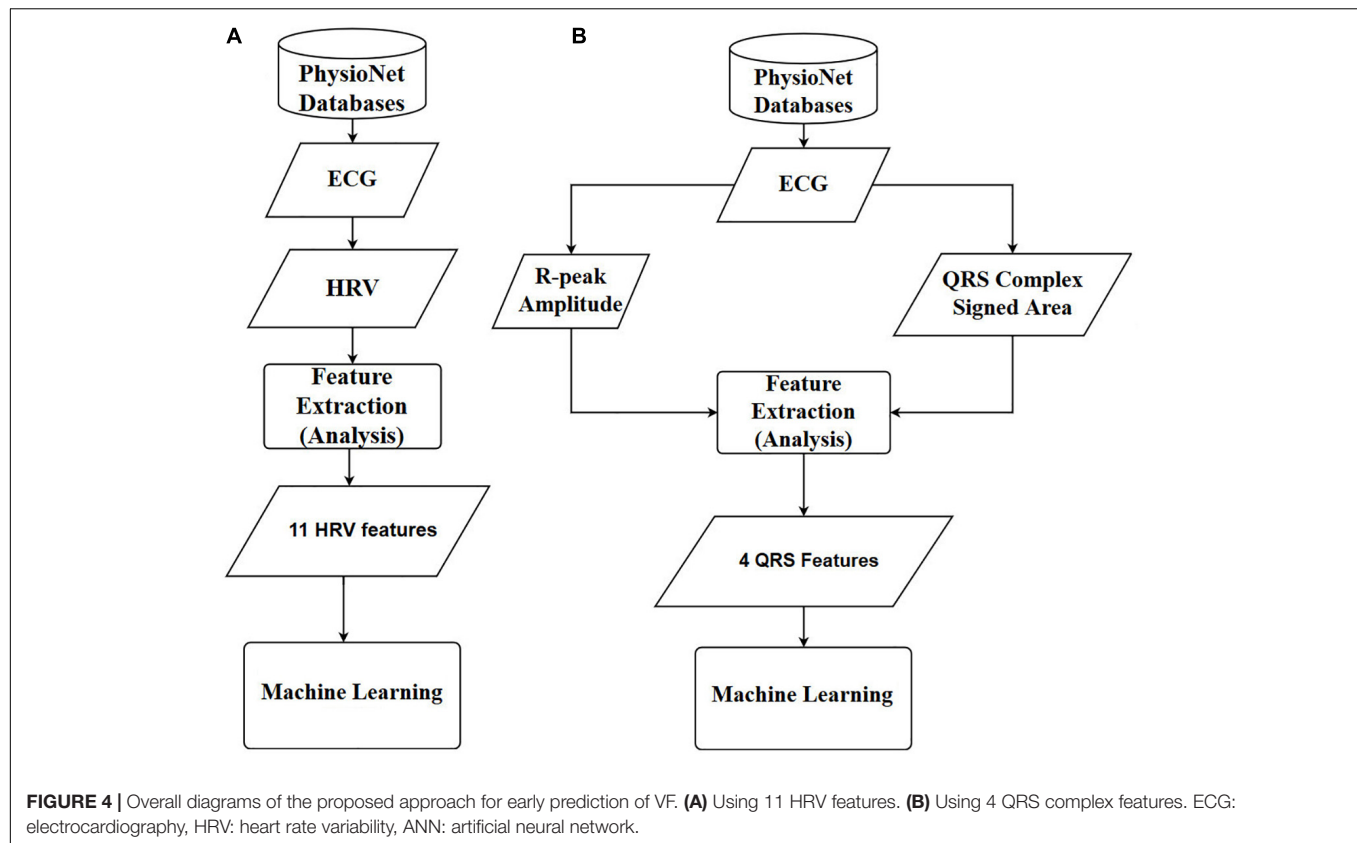 A
PhysioNet
Databases
ECG
HRV
Feature
Extraction
(Analysis)
11 HRV features
Machine Learning
B
PhysioNet
Databases
ECG
R-peak
Amplitude
QRS Complex
Signed Area
Feature
Extraction
(Analysis)
4 QRS Features
Machine Learning
FIGURE 4 | Overall diagrams of the proposed approach for early prediction of VF. (A) Using 11 HRV features. (B) Using 4 QRS complex features. ECG:
electrocardiography, HRV: heart rate variability, ANN: artificial neural network.